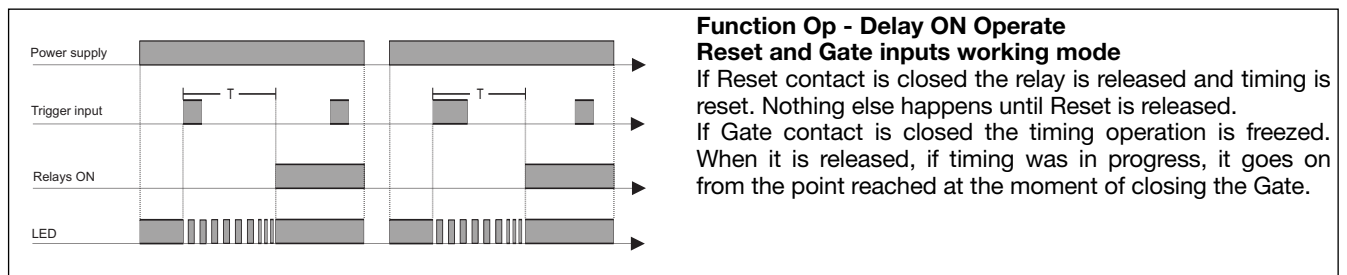 Power supply
Trigger input
T
T
Relays ON
LED
Function Op - Delay ON Operate
Reset and Gate inputs working mode
If Reset contact is closed the relay is released and timing is
reset. Nothing else happens until Reset is released.
If Gate contact is closed the timing operation is freezed.
When it is released, if timing was in progress, it goes on
from the point reached at the moment of closing the Gate.